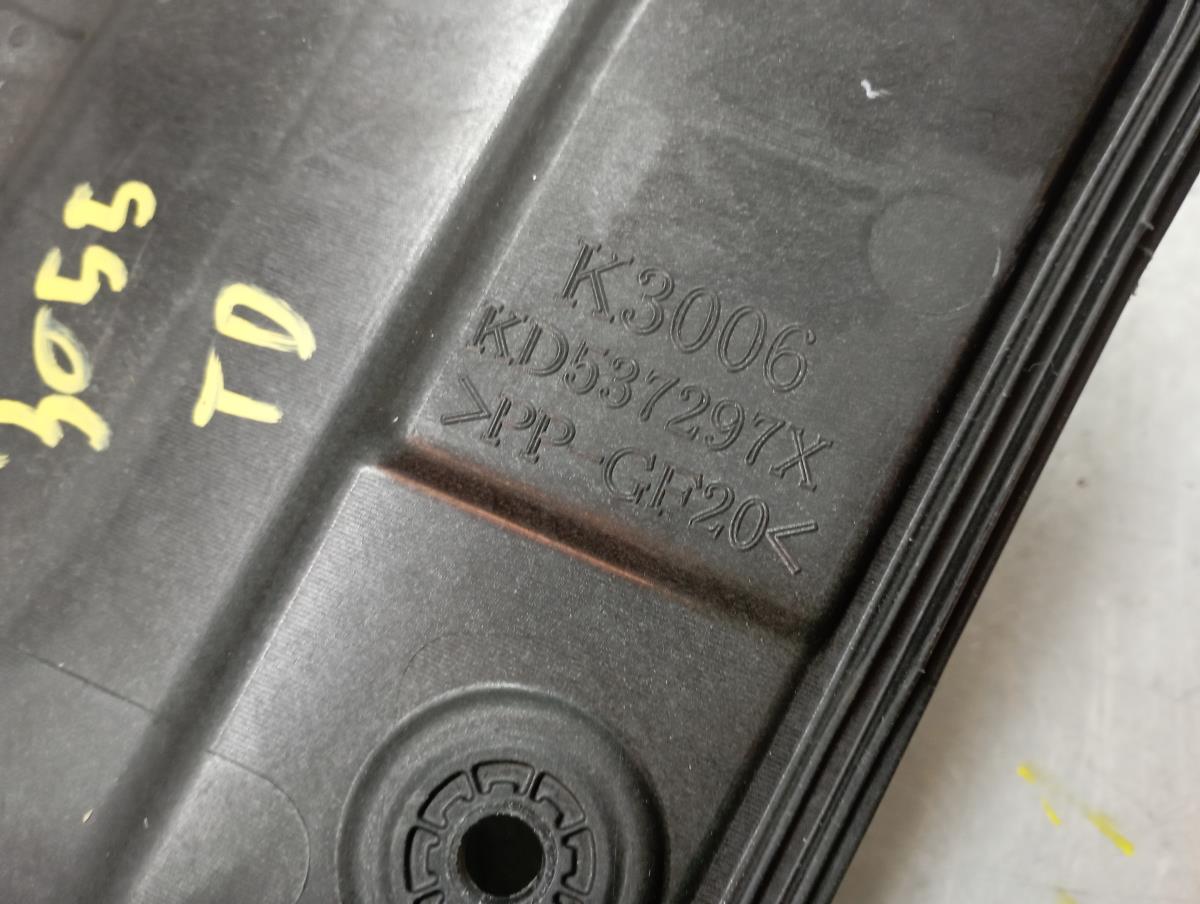 3055
TD
K3006
KD537297X
>PP-GF20<